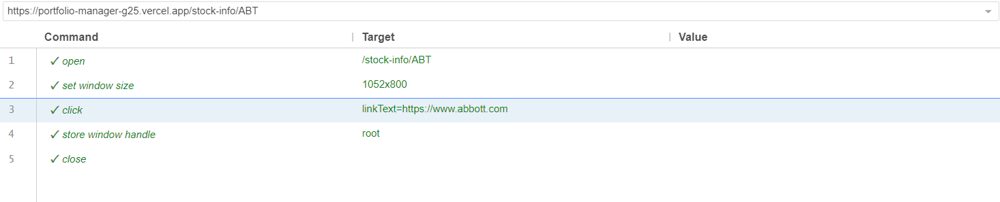 https://portfolio-manager-g25.vercel.app/stock-info/ABT
Command Target Value
1 ✓ open /stock-info/ABT
2 ✓ set window size 1052x800
3 ✓ click linkText=https://www.abbott.com
4 ✓ store window handle root
5 ✓ close